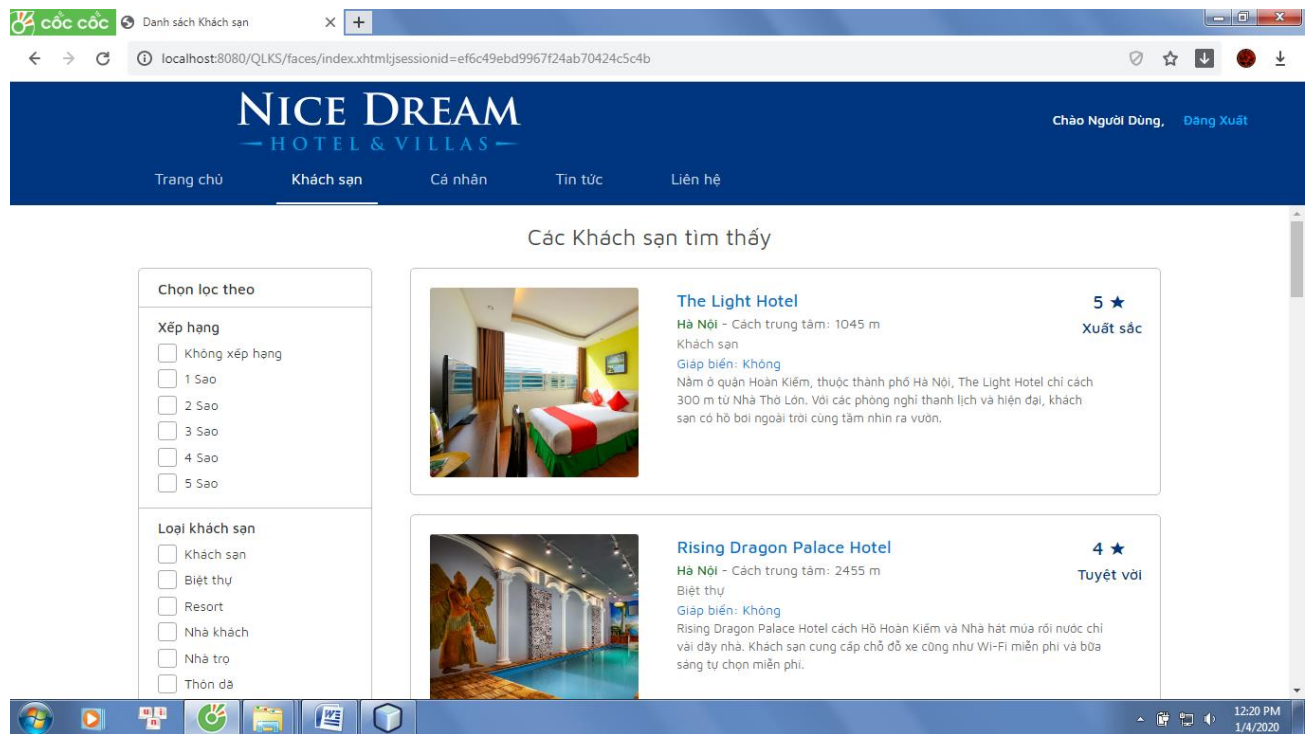 cốc cốc
Danh sách Khách sạn
localhost:8080/QLKS/faces/index.xhtml;jsessionid=ef6c49ebd9967f24ab70424c5c4b
NICE DREAM
HOTEL & VILLAS
Chào Người Dùng, Đăng Xuất
Trang chủ Khách sạn Cá nhân Tin tức Liên hệ
Các Khách sạn tìm thấy
Chọn lọc theo
Xếp hạng
Không xếp hạng
1 Sao
2 Sao
3 Sao
4 Sao
5 Sao
Loại khách sạn
Khách sạn
Biệt thự
Resort
Nhà khách
Nhà trọ
Thôn dã
The Light Hotel
Hà Nội - Cách trung tâm: 1045 m
Khách sạn
Giáp biển: Không
Nằm ở quận Hoàn Kiếm, thuộc thành phố Hà Nội, The Light Hotel chỉ cách
300 m từ Nhà Thờ Lớn. Với các phòng nghỉ thanh lịch và hiện đại, khách
sạn có hồ bơi ngoài trời cùng tầm nhìn ra vườn.
5 ★
Xuất sắc
Rising Dragon Palace Hotel
Hà Nội - Cách trung tâm: 2455 m
Biệt thự
Giáp biển: Không
Rising Dragon Palace Hotel cách Hồ Hoàn Kiếm và Nhà hát múa rối nước chỉ
vài dãy nhà. Khách sạn cung cấp chỗ đỗ xe cũng như Wi-Fi miễn phí và bữa
sáng tự chọn miễn phí.
4 ★
Tuyệt vời
12:20 PM
1/4/2020